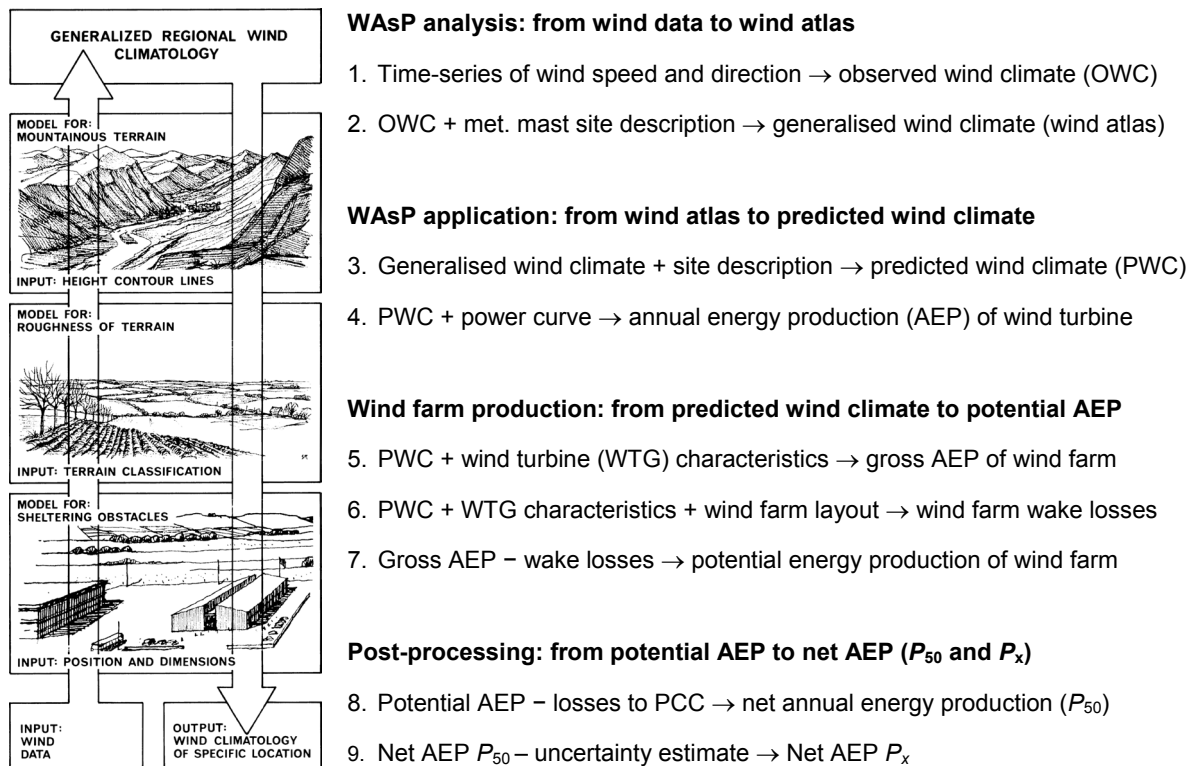 GENERALIZED REGIONAL WIND
CLIMATOLOGY
MODEL FOR:
MOUNTAINOUS TERRAIN
INPUT: HEIGHT CONTOUR LINES
MODEL FOR:
ROUGHNESS OF TERRAIN
INPUT: TERRAIN CLASSIFICATION
MODEL FOR:
SHELTERING OBSTACLES
INPUT: POSITION AND DIMENSIONS
INPUT:
WIND
DATA
OUTPUT:
WIND CLIMATOLOGY
OF SPECIFIC LOCATION
WAsP analysis: from wind data to wind atlas
1. Time-series of wind speed and direction → observed wind climate (OWC)
2. OWC + met. mast site description → generalised wind climate (wind atlas)
WAsP application: from wind atlas to predicted wind climate
3. Generalised wind climate + site description → predicted wind climate (PWC)
4. PWC + power curve → annual energy production (AEP) of wind turbine
Wind farm production: from predicted wind climate to potential AEP
5. PWC + wind turbine (WTG) characteristics → gross AEP of wind farm
6. PWC + WTG characteristics + wind farm layout → wind farm wake losses
7. Gross AEP − wake losses → potential energy production of wind farm
Post-processing: from potential AEP to net AEP (P50 and Px)
8. Potential AEP − losses to PCC → net annual energy production (P50)
9. Net AEP P50 – uncertainty estimate → Net AEP Px